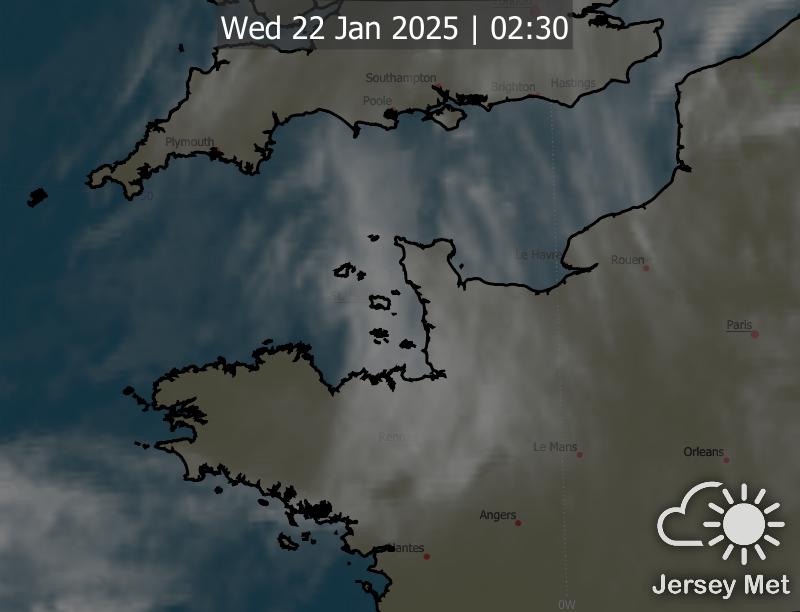 Wed 22 Jan 2025 | 02:30
Southampton
Brighton
Hastings
Poole
Plymouth
50
Le Havre
Rouen
Paris
Rennes
Le Mans
Orleans
Angers
Nantes
0W
Jersey Met